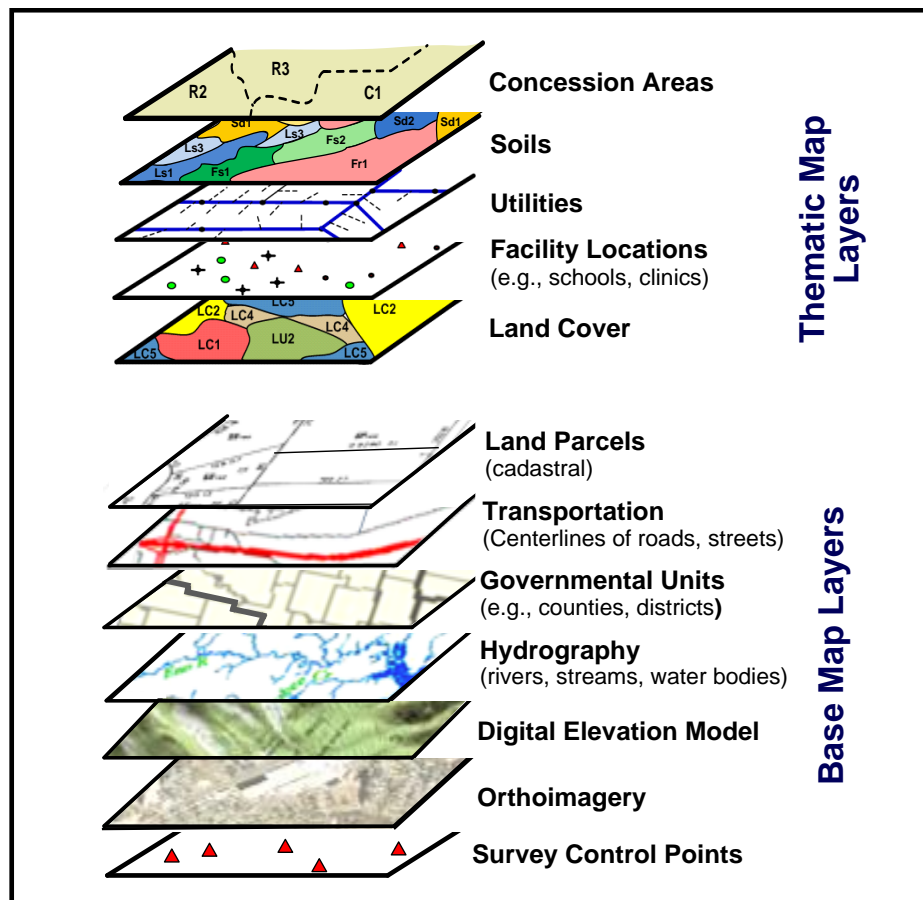 R2
R3
C1
Concession Areas
Sd1
Ls3
Ls3
Fs2
Sd2
Sd1
Ls1
Fs1
Fr1
Soils
Utilities
Facility Locations
(e.g., schools, clinics)
LC5
LC2
LC4
LC4
LC2
LC1
LU2
LC5
LC5
Land Cover
Thematic Map
Layers
Land Parcels
(cadastral)
Transportation
(Centerlines of roads, streets)
Governmental Units
(e.g., counties, districts)
Hydrography
(rivers, streams, water bodies)
Digital Elevation Model
Orthoimagery
Survey Control Points
Base Map Layers